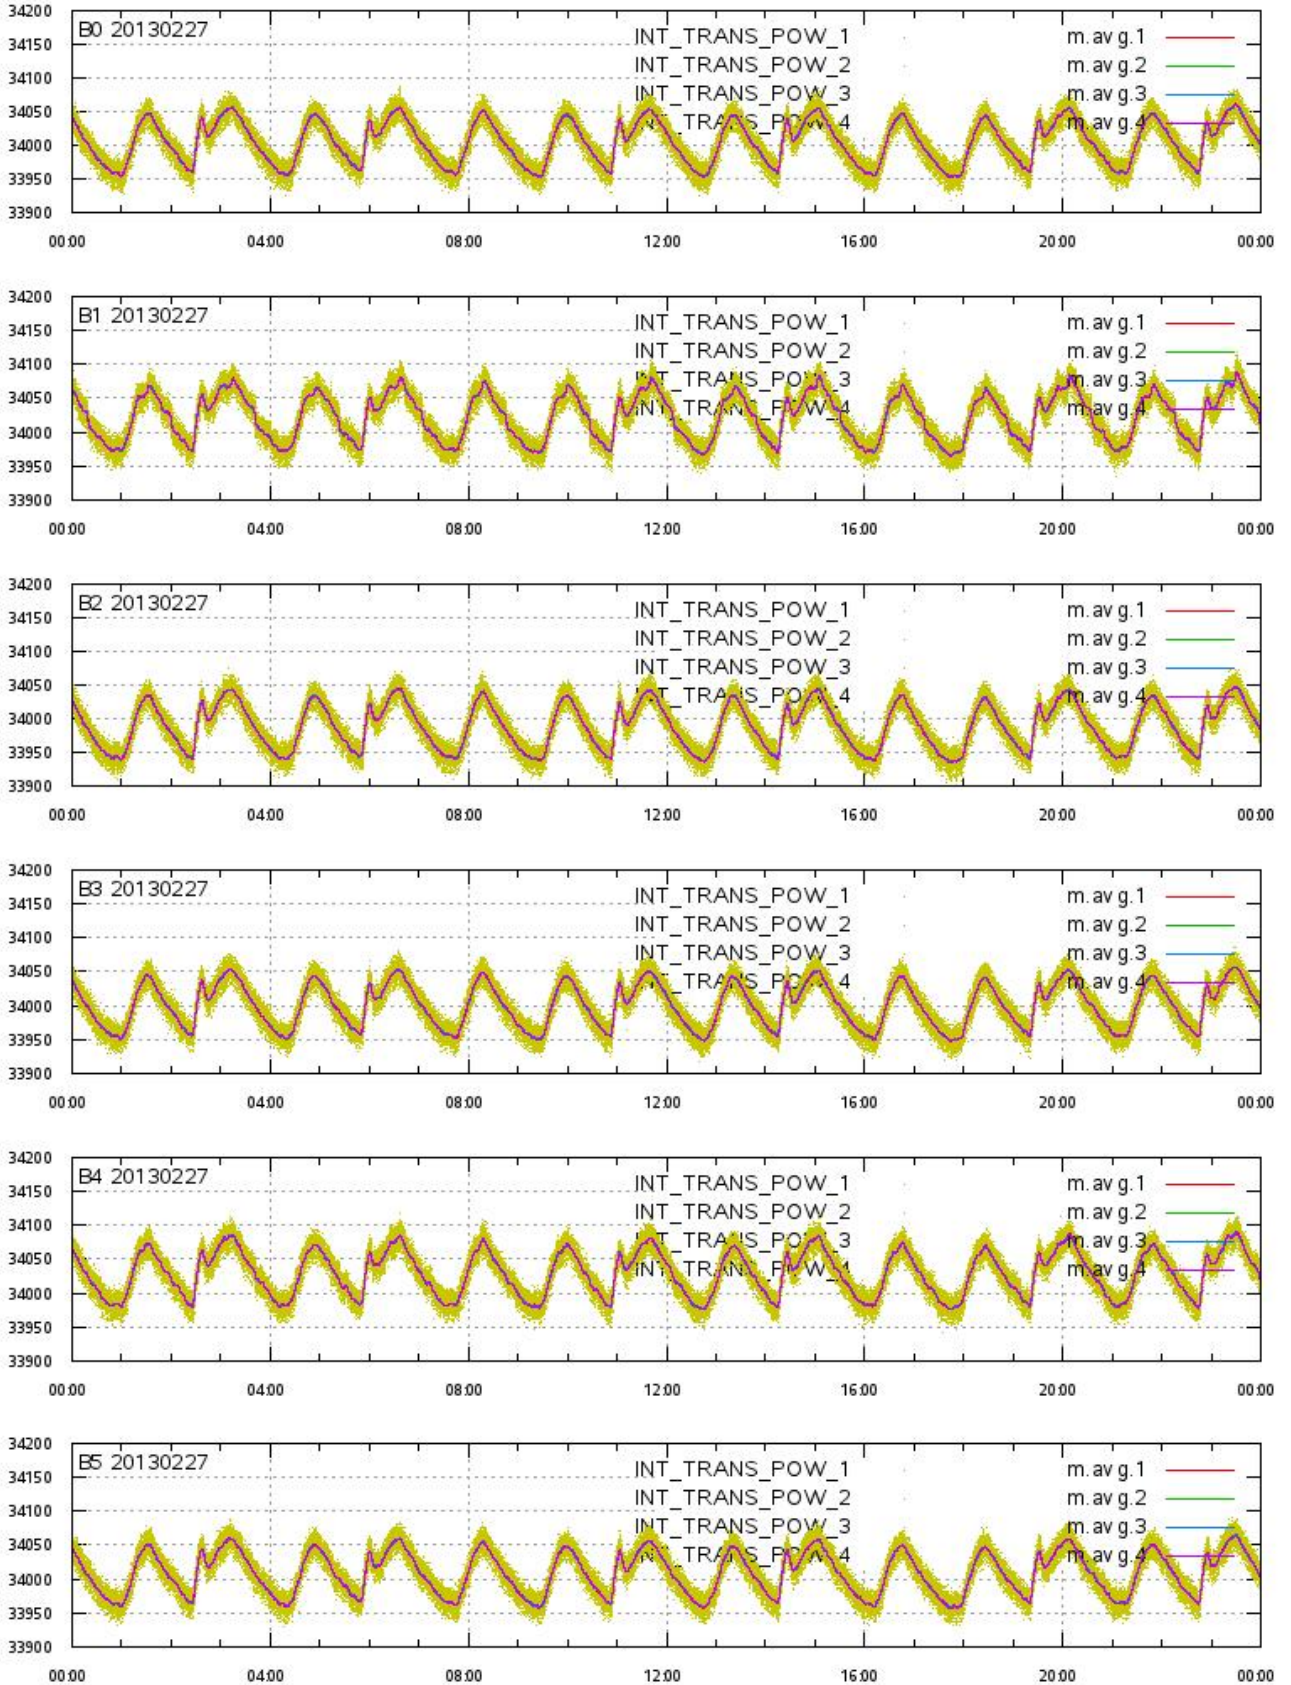 34200
B0 20130227 INT_TRANS_POW_1 m.avg.1
34150
INT_TRANS_POW_2 m.avg.2
34100
INT_TRANS_POW_3 m.avg.3
34050
INT_TRANS_POW_4 m.avg.4
34000
33950
33900
00:00 04:00 08:00 12:00 16:00 20:00 00:00
34200
B1 20130227 INT_TRANS_POW_1 m.avg.1
34150
INT_TRANS_POW_2 m.avg.2
34100
INT_TRANS_POW_3 m.avg.3
34050
INT_TRANS_POW_4 m.avg.4
34000
33950
33900
00:00 04:00 08:00 12:00 16:00 20:00 00:00
34200
B2 20130227 INT_TRANS_POW_1 m.avg.1
34150
INT_TRANS_POW_2 m.avg.2
34100
INT_TRANS_POW_3 m.avg.3
34050
INT_TRANS_POW_4 m.avg.4
34000
33950
33900
00:00 04:00 08:00 12:00 16:00 20:00 00:00
34200
B3 20130227 INT_TRANS_POW_1 m.avg.1
34150
INT_TRANS_POW_2 m.avg.2
34100
INT_TRANS_POW_3 m.avg.3
34050
INT_TRANS_POW_4 m.avg.4
34000
33950
33900
00:00 04:00 08:00 12:00 16:00 20:00 00:00
34200
B4 20130227 INT_TRANS_POW_1 m.avg.1
34150
INT_TRANS_POW_2 m.avg.2
34100
INT_TRANS_POW_3 m.avg.3
34050
INT_TRANS_POW_4 m.avg.4
34000
33950
33900
00:00 04:00 08:00 12:00 16:00 20:00 00:00
34200
B5 20130227 INT_TRANS_POW_1 m.avg.1
34150
INT_TRANS_POW_2 m.avg.2
34100
INT_TRANS_POW_3 m.avg.3
34050
INT_TRANS_POW_4 m.avg.4
34000
33950
33900
00:00 04:00 08:00 12:00 16:00 20:00 00:00